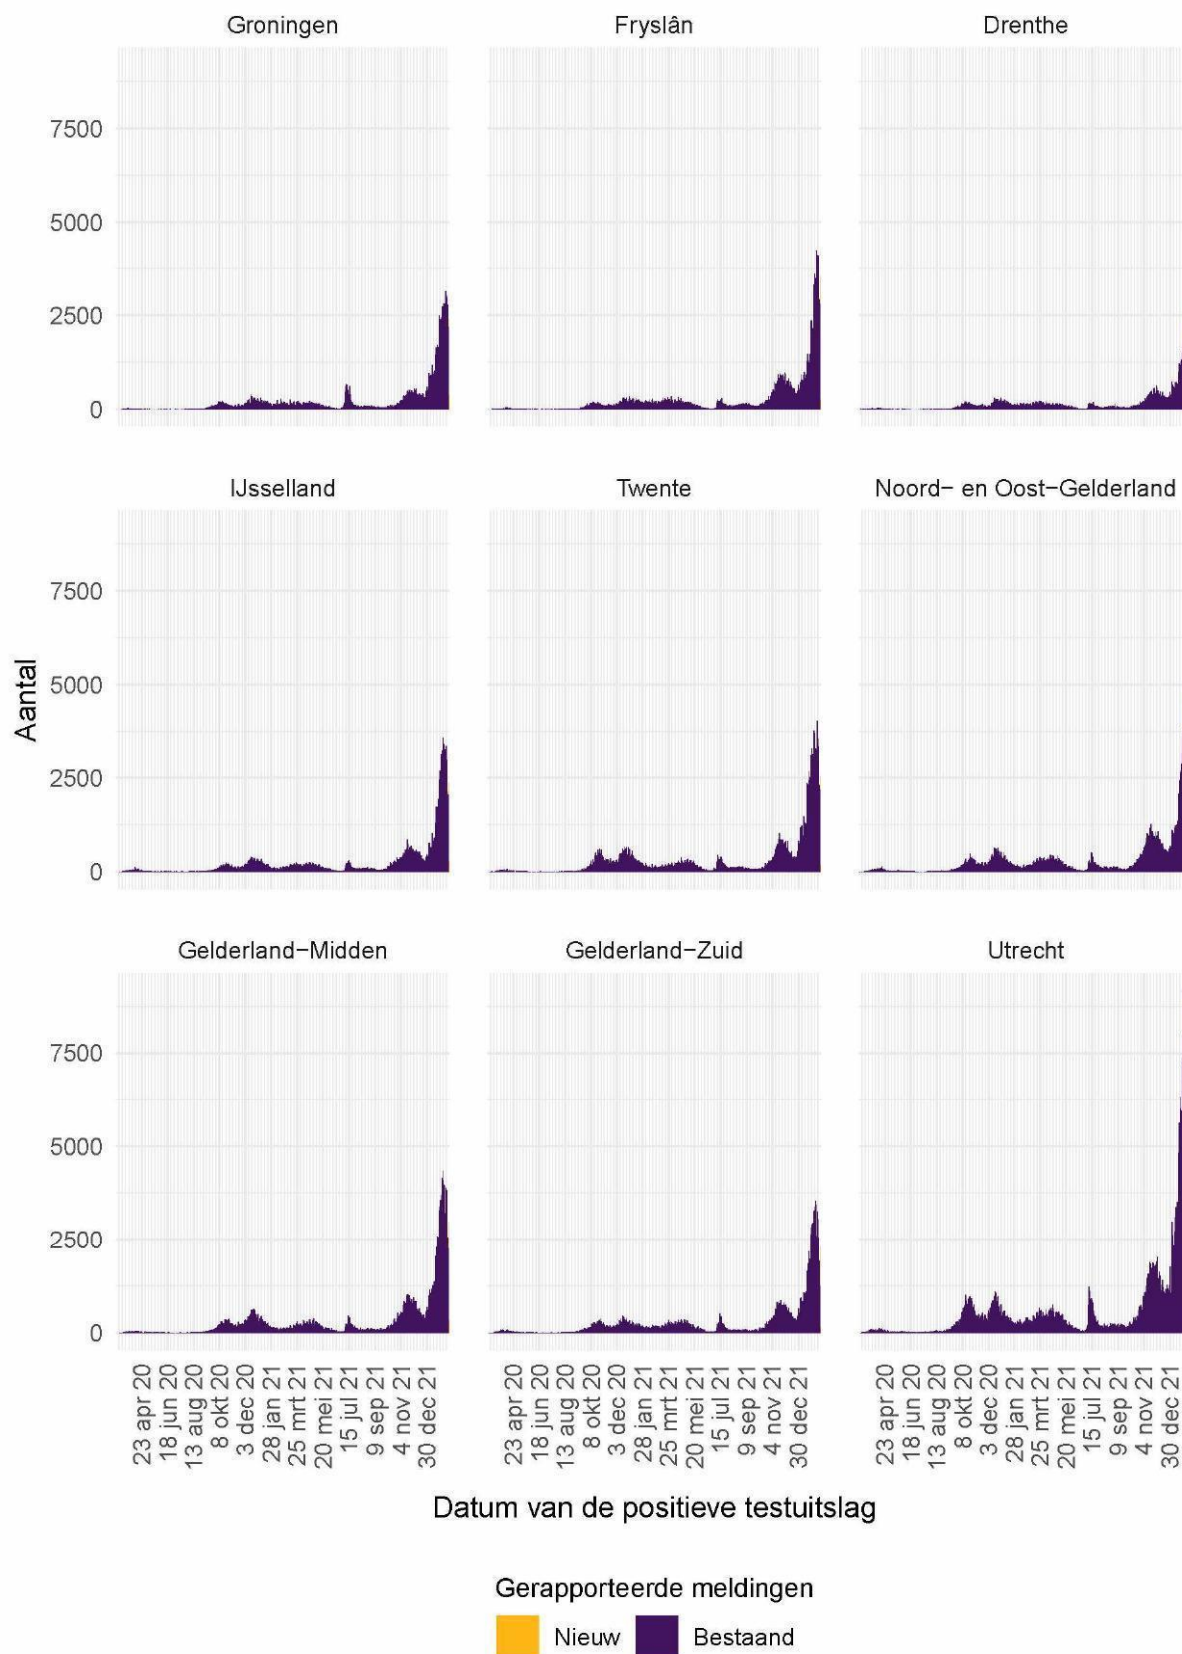 Groningen Fryslân Drenthe
7500
5000
2500
0
IJsselland Twente Noord- en Oost-Gelderland
7500
5000
2500
0
Aantal
Gelderland-Midden Gelderland-Zuid Utrecht
7500
5000
2500
0
23 apr 20 18 jun 20 13 aug 20 8 okt 20 3 dec 20 28 jan 21 25 mrt 21 20 mei 21 15 jul 21 9 sep 21 4 nov 21 30 dec 21 23 apr 20 18 jun 20 13 aug 20 8 okt 20 3 dec 20 28 jan 21 25 mrt 21 20 mei 21 15 jul 21 9 sep 21 4 nov 21 30 dec 21 23 apr 20 18 jun 20 13 aug 20 8 okt 20 3 dec 20 28 jan 21 25 mrt 21 20 mei 21 15 jul 21 9 sep 21 4 nov 21 30 dec 21
Datum van de positieve testuitslag
Gerapporteerde meldingen
Nieuw Bestaand